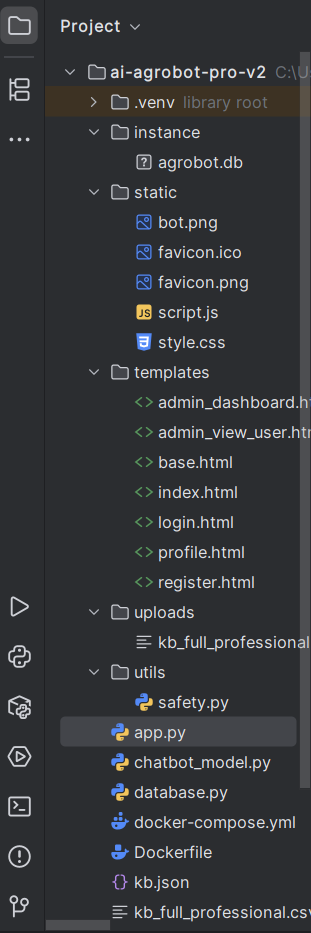 Project
ai-agrobot-pro-v2 C:\U
.venv library root
instance
agrobot.db
static
bot.png
favicon.ico
favicon.png
JS script.js
style.css
templates
admin_dashboard.h
admin_view_user.ht
base.html
index.html
login.html
profile.html
register.html
uploads
kb_full_professional
utils
safety.py
app.py
chatbot_model.py
database.py
docker-compose.yml
Dockerfile
kb.json
kb_full_professional.csv